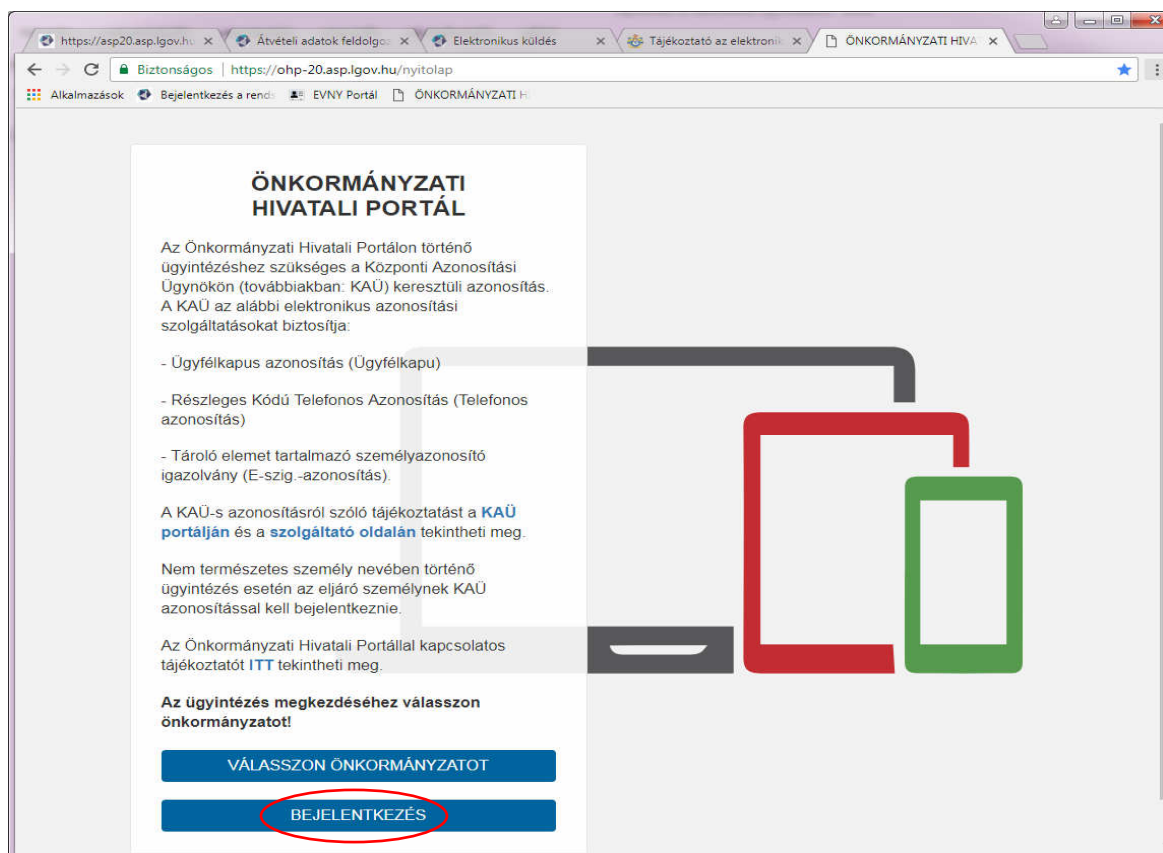 https://asp20.asp.lgov.hu
Átvételi adatok feldolgoz
Elektronikus küldés
Tájékoztató az elektroni
ÖNKORMÁNYZATI HIVA
Biztonságos | https://ohp-20.asp.lgov.hu/nyitolap
Alkalmazások Bejelentkezés a rends EVNY Portál ÖNKORMÁNYZATI H
ÖNKORMÁNYZATI
HIVATALI PORTÁL
Az Önkormányzati Hivatali Portálon történő
ügyintézéshez szükséges a Központi Azonosítási
Ügynökön (továbbiakban: KAÜ) keresztüli azonosítás.
A KAÜ az alábbi elektronikus azonosítási
szolgáltatásokat biztosítja:
- Ügyfélkapus azonosítás (Ügyfélkapu)
- Részleges Kódú Telefonos Azonosítás (Telefonos
azonosítás)
- Tároló elemet tartalmazó személyazonosító
igazolvány (E-szig.-azonosítás).
A KAÜ-s azonosításról szóló tájékoztatást a KAÜ
portálján és a szolgáltató oldalán tekintheti meg.
Nem természetes személy nevében történő
ügyintézés esetén az eljáró személynek KAÜ
azonosítással kell bejelentkeznie.
Az Önkormányzati Hivatali Portállal kapcsolatos
tájékoztatót ITT tekintheti meg.
Az ügyintézés megkezdéséhez válasszon
önkormányzatot!
VÁLASSZON ÖNKORMÁNYZATOT
BEJELENTKEZÉS